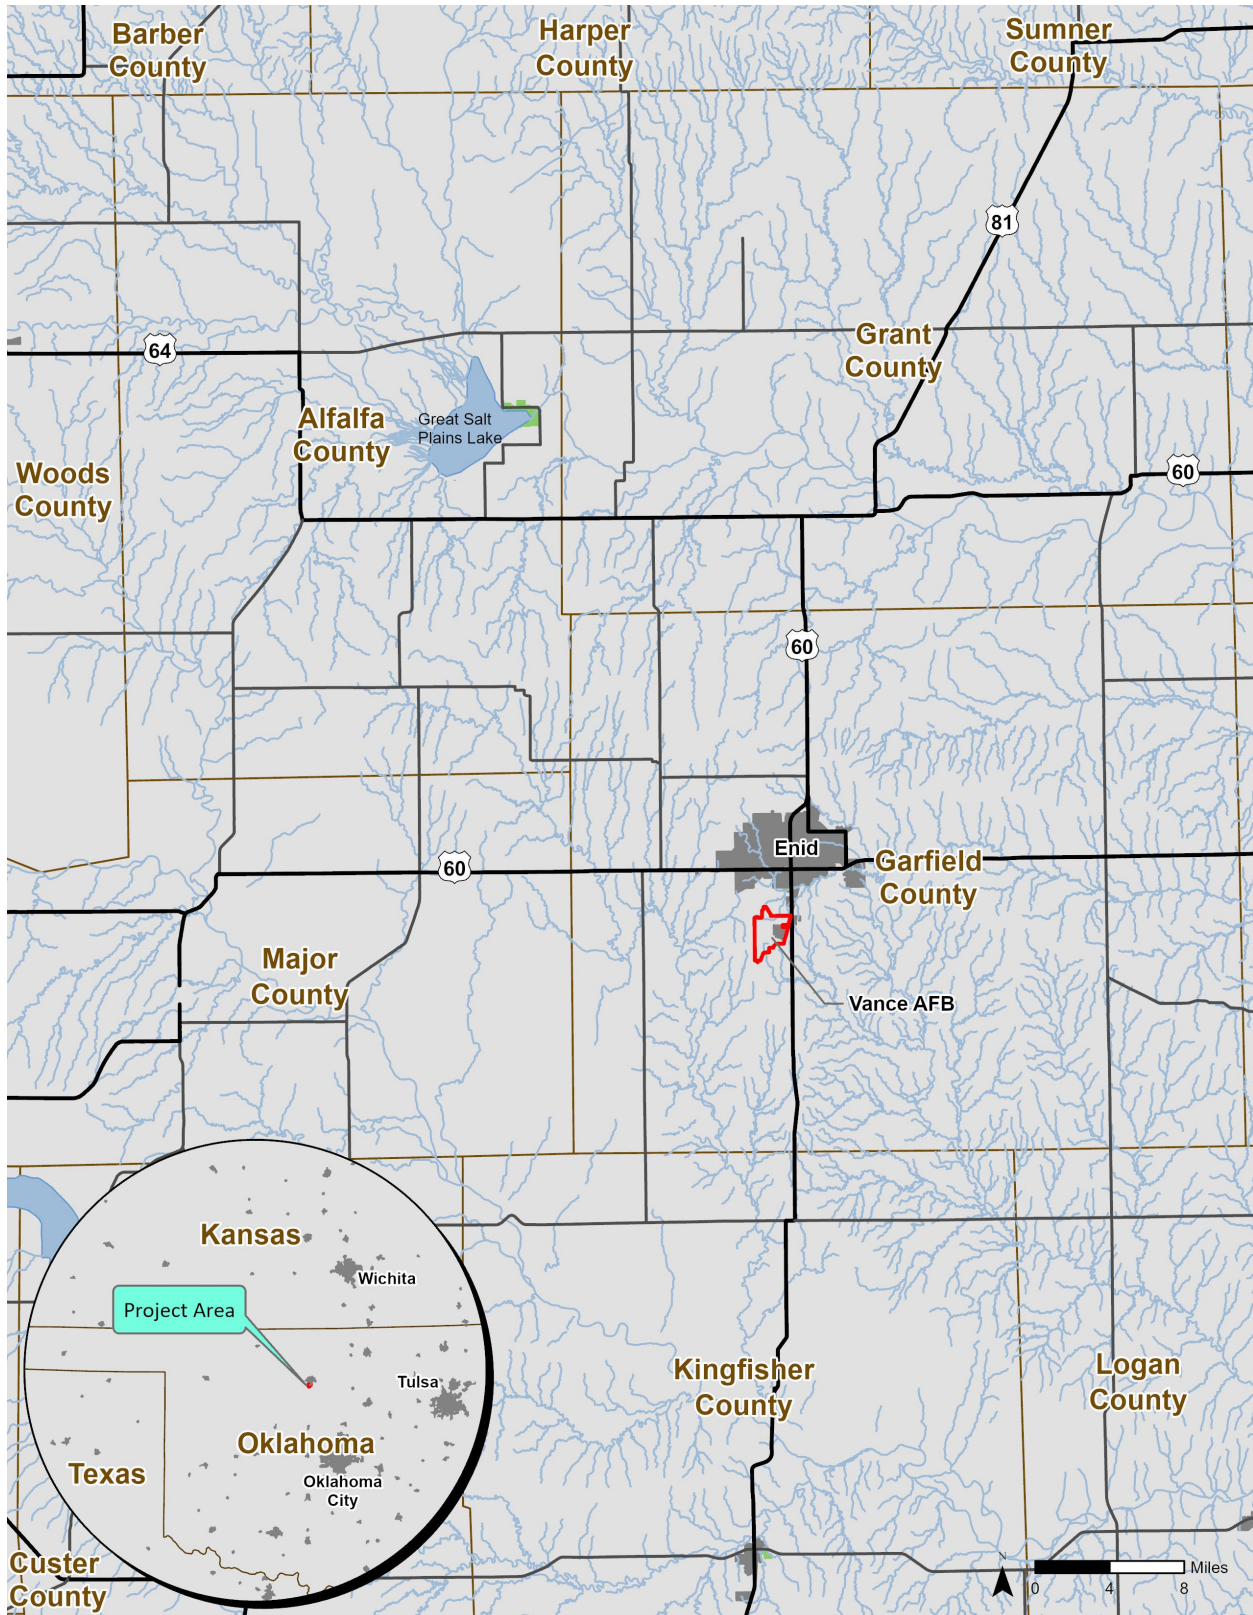 Barber
County
Harper
County
Sumner
County
81
Grant
County
64
Great Salt
Plains Lake
Alfalfa
County
Woods
County
60
60
Enid
60
Garfield
County
Major
County
Vance AFB
Kansas
Wichita
Project Area
Tulsa
Oklahoma
Texas
Oklahoma
City
Kingfisher
County
Logan
County
Custer
County
N
Miles
0 4 8